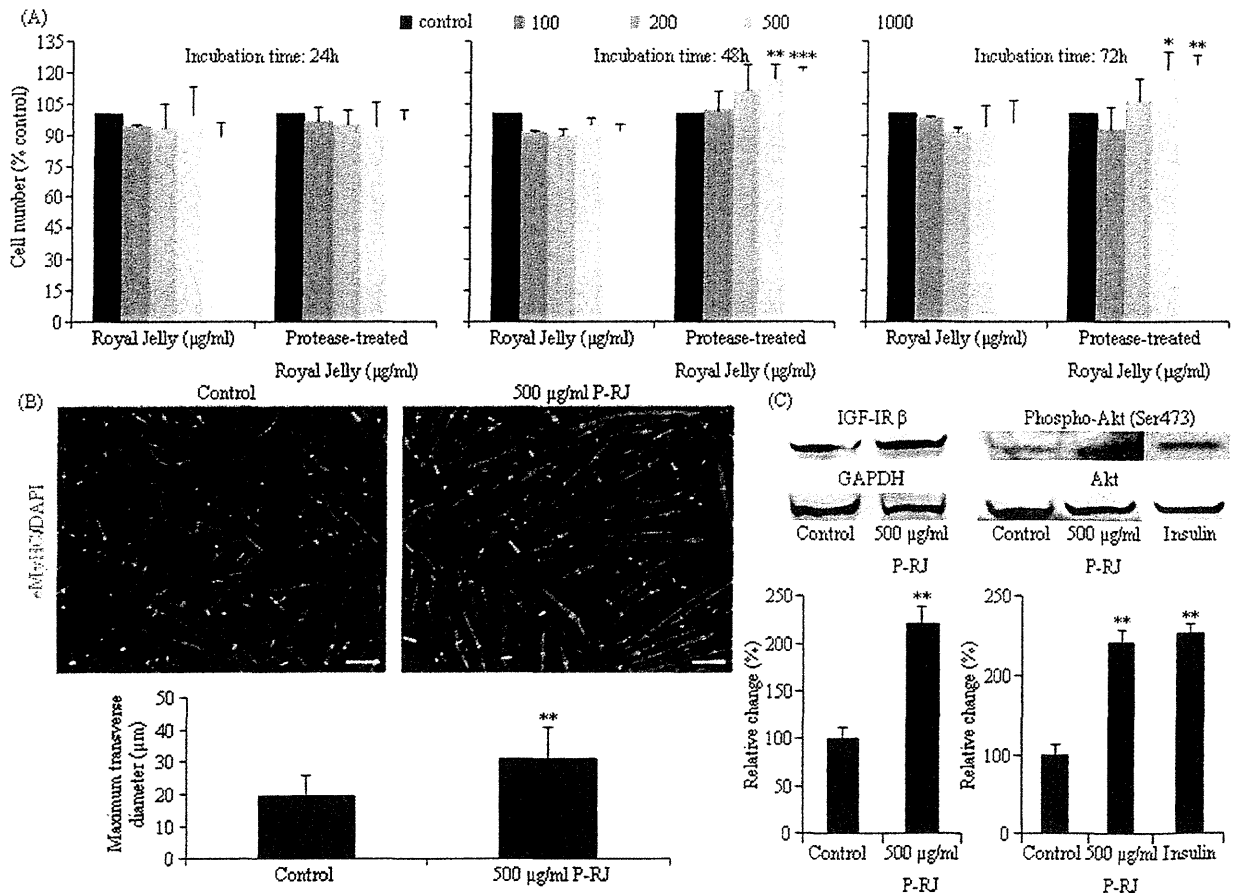 (A)
control 100 200 500 1000
135
120
105
90
75
60
45
30
15
0
Cell number (% control)
Incubation time: 24h
Royal Jelly (µg/ml)
Protease-treated
Royal Jelly (µg/ml)
Incubation time: 48h
** ***
Royal Jelly (µg/ml)
Protease-treated
Royal Jelly (µg/ml)
Incubation time: 72h
* **
Royal Jelly (µg/ml)
Protease-treated
Royal Jelly (µg/ml)
(B)
Control
500 µg/ml P-RJ
eMyHC/DAPI
50
40
30
20
10
0
Maximum transverse
diameter (µm)
**
Control
500 µg/ml P-RJ
(C)
IGF-IR β
GAPDH
Control
500 µg/ml
P-RJ
Phospho-Akt (Ser473)
Akt
Control
500 µg/ml
P-RJ
Insulin
250
200
150
100
50
0
Relative change (%)
**
Control
500 µg/ml
P-RJ
250
200
100
0
Relative change (%)
**
**
Control
500 µg/ml
P-RJ
Insulin